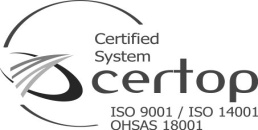 Certified
System
certop
ISO 9001 / ISO 14001
OHSAS 18001